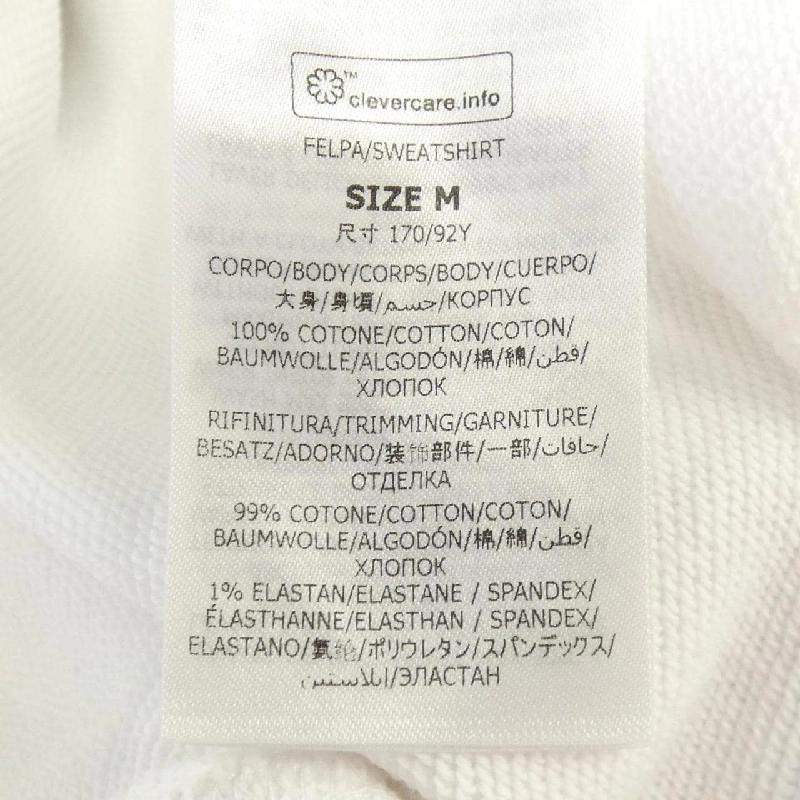 ™ clevercare.info
FELPA/SWEATSHIRT
SIZE M
尺寸 170/92Y
CORPO/BODY/CORPS/BODY/CUERPO/
大身/身頃/جسم/КОРПУС
100% COTONE/COTTON/COTON/
BAUMWOLLE/ALGODÓN/棉/綿/قطن/
ХЛОПОК
RIFINITURA/TRIMMING/GARNITURE/
BESATZ/ADORNO/装饰部件/一部/حافات/
ОТДЕЛКА
99% COTONE/COTTON/COTON/
BAUMWOLLE/ALGODÓN/棉/綿/قطن/
ХЛОПОК
1% ELASTAN/ELASTANE / SPANDEX/
ÉLASTHANNE/ELASTHAN / SPANDEX/
ELASTANO/氨纶/ポリウレタン/スパンデックス/
إيلاستين/ЭЛАСТАН